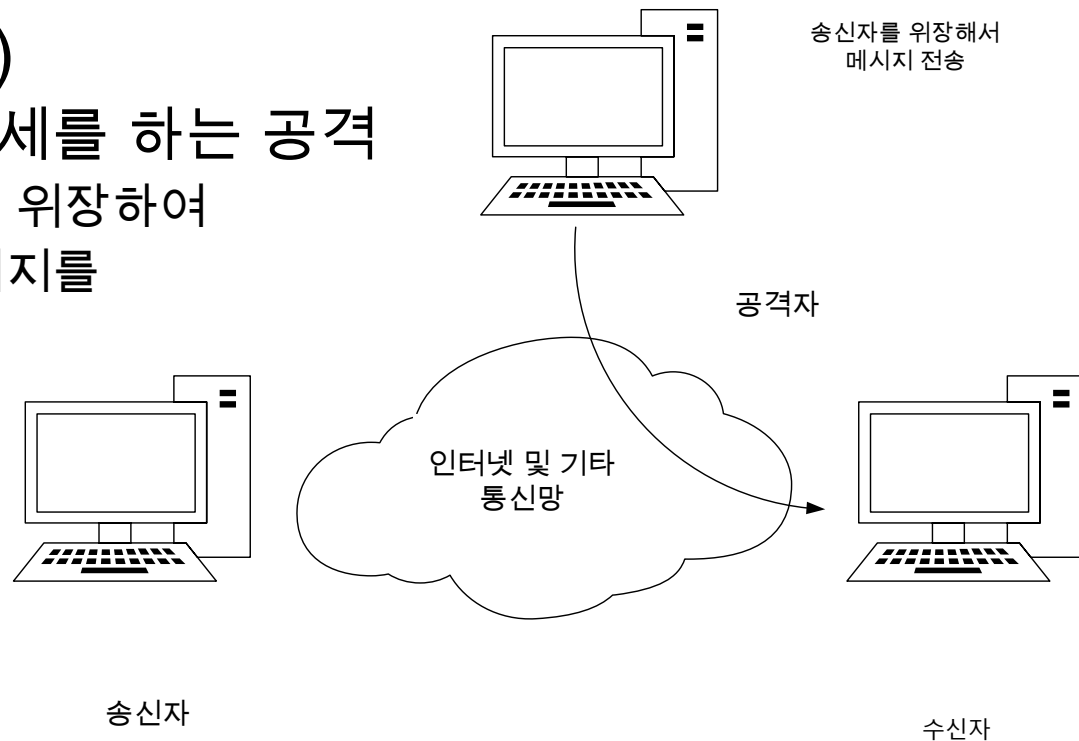 )
세를 하는 공격
위장하여
지를
송신자를 위장해서
메시지 전송
공격자
인터넷 및 기타
통신망
송신자
수신자